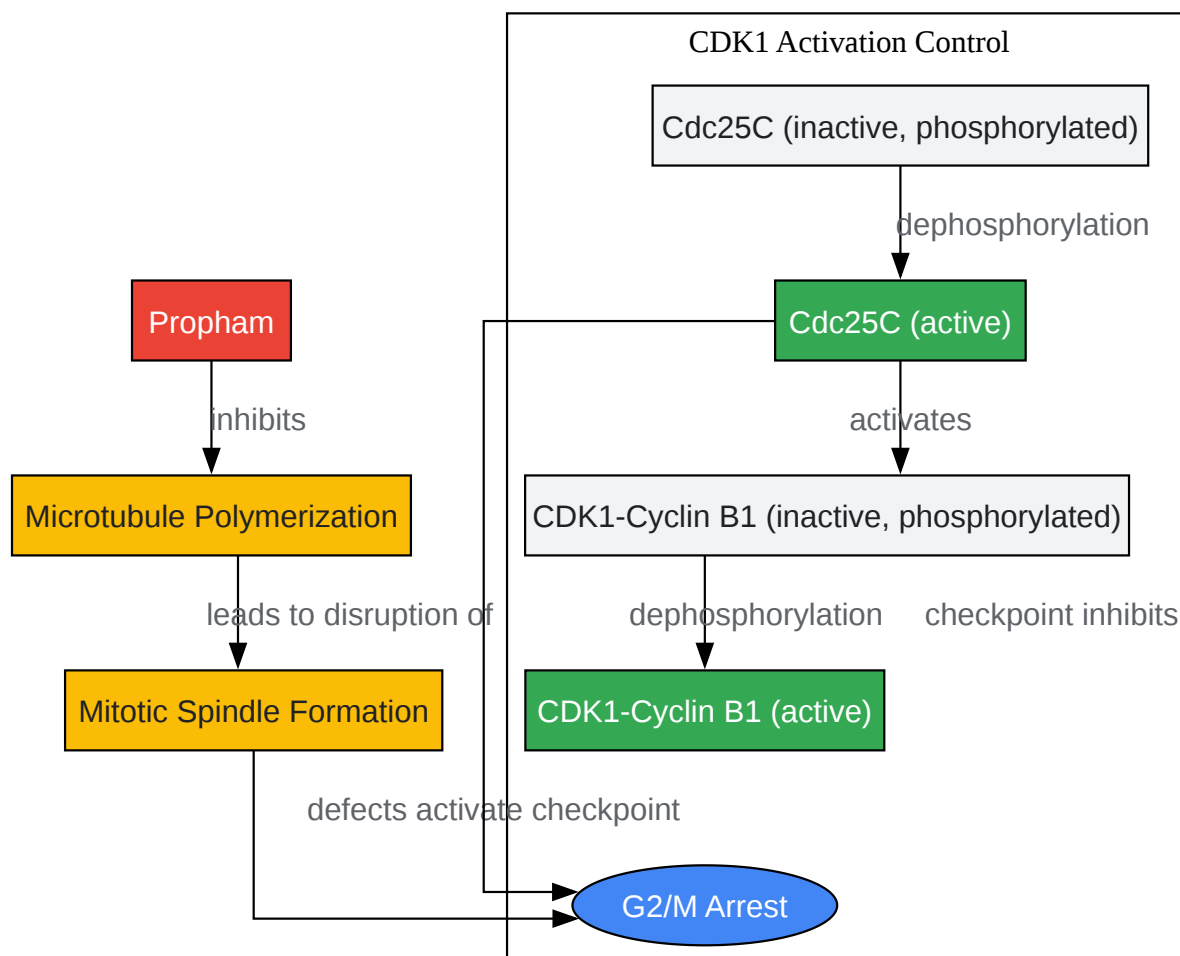 CDK1 Activation Control
Cdc25C (inactive, phosphorylated)
dephosphorylation
Propham
Cdc25C (active)
inhibits
activates
Microtubule Polymerization
CDK1-Cyclin B1 (inactive, phosphorylated)
leads to disruption of
dephosphorylation
checkpoint inhibits
Mitotic Spindle Formation
CDK1-Cyclin B1 (active)
defects activate checkpoint
G2/M Arrest